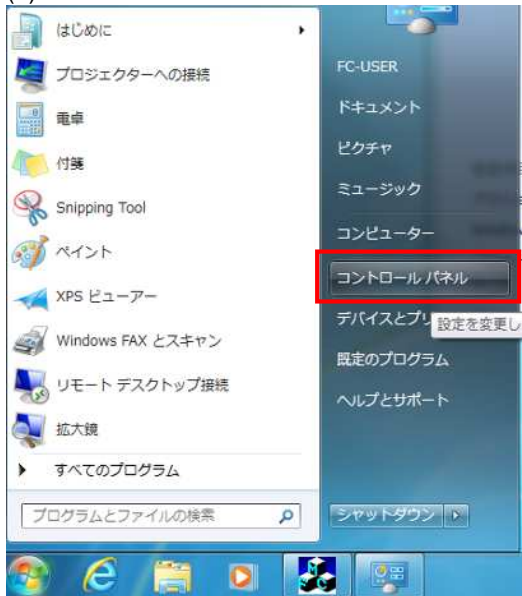 はじめに
プロジェクターへの接続
電卓
付箋
Snipping Tool
ペイント
XPS ビューアー
Windows FAX とスキャン
リモート デスクトップ接続
拡大鏡
すべてのプログラム
プログラムとファイルの検索
FC-USER
ドキュメント
ピクチャ
ミュージック
コンピューター
コントロール パネル
デバイスとプリ
設定を変更し
既定のプログラム
ヘルプとサポート
シャットダウン